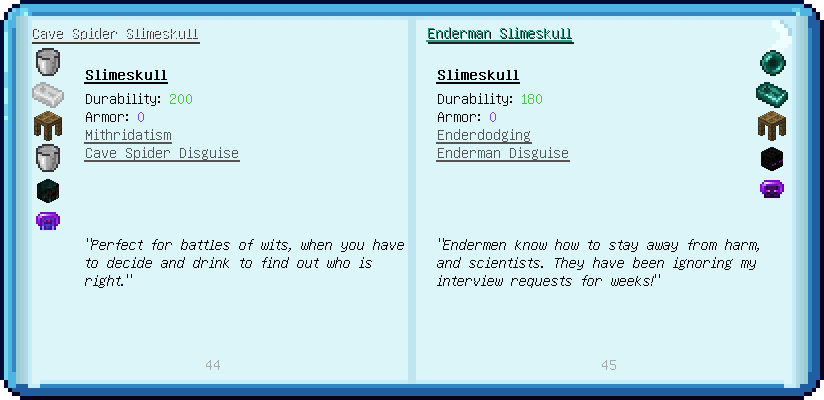 Cave Spider Slimeskull
Slimeskull
Durability: 200
Armor: 0
Mithridatism
Cave Spider Disguise
"Perfect for battles of wits, when you have
to decide and drink to find out who is
right."
44
Enderman Slimeskull
Slimeskull
Durability: 180
Armor: 0
Enderdodging
Enderman Disguise
"Endermen know how to stay away from harm,
and scientists. They have been ignoring my
interview requests for weeks!"
45